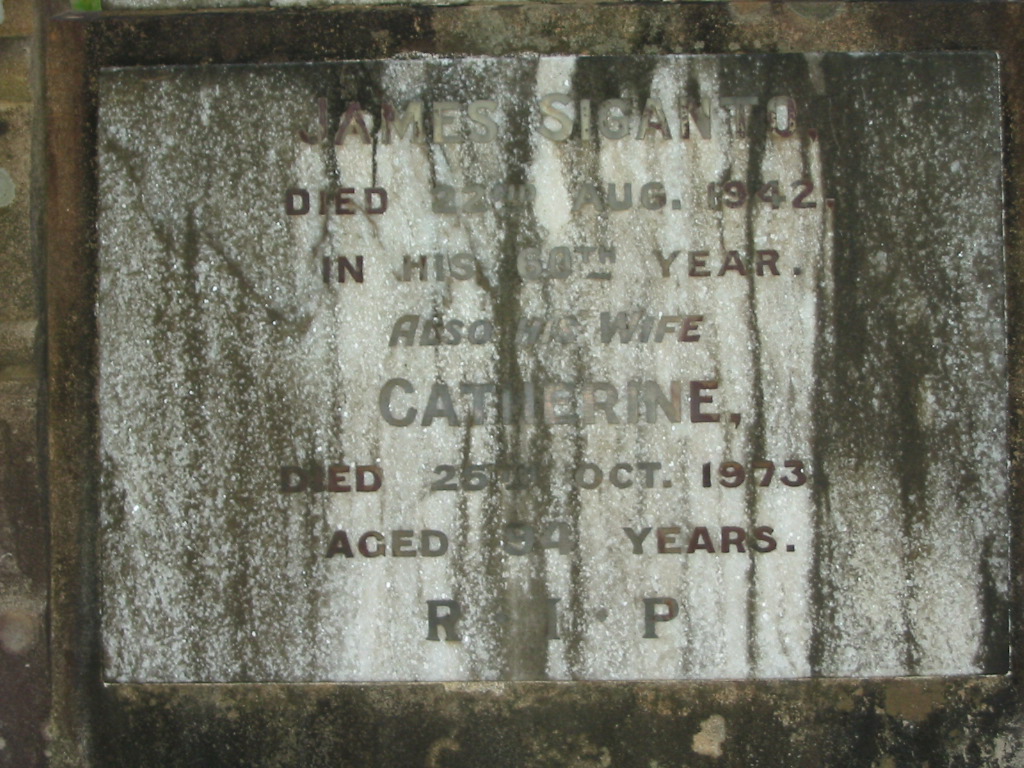 JAMES SIGANTO.
DIED 22ND AUG. 1942.
IN HIS YEAR.
ALSO HIS WIFE
CATHERINE,
DIED 25TH OCT. 1973
AGED 94 YEARS.
R · I · P